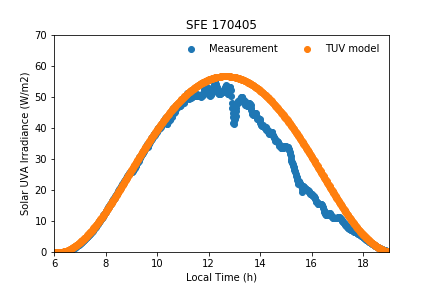 SFE 170405
Measurement TUV model
Solar UVA Irradiance (W/m2)
70
60
50
40
30
20
10
0
6 8 10 12 14 16 18
Local Time (h)